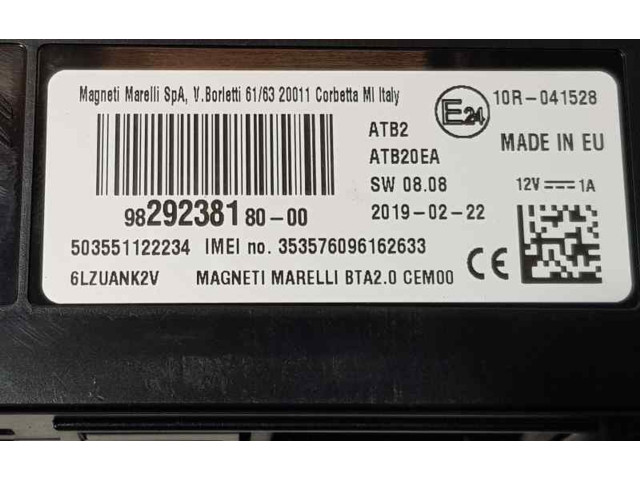 Magneti Marelli SpA, V.Borletti 61/63 20011 Corbetta MI Italy
E24
10R-041528
ATB2
ATB20EA
MADE IN EU
SW 08.08
12V 1A
982923818​0-00
2019-02-22
503551122234 IMEI no. 353576096162633
CE
6LZUANK2V MAGNETI MARELLI BTA2.0 CEM00